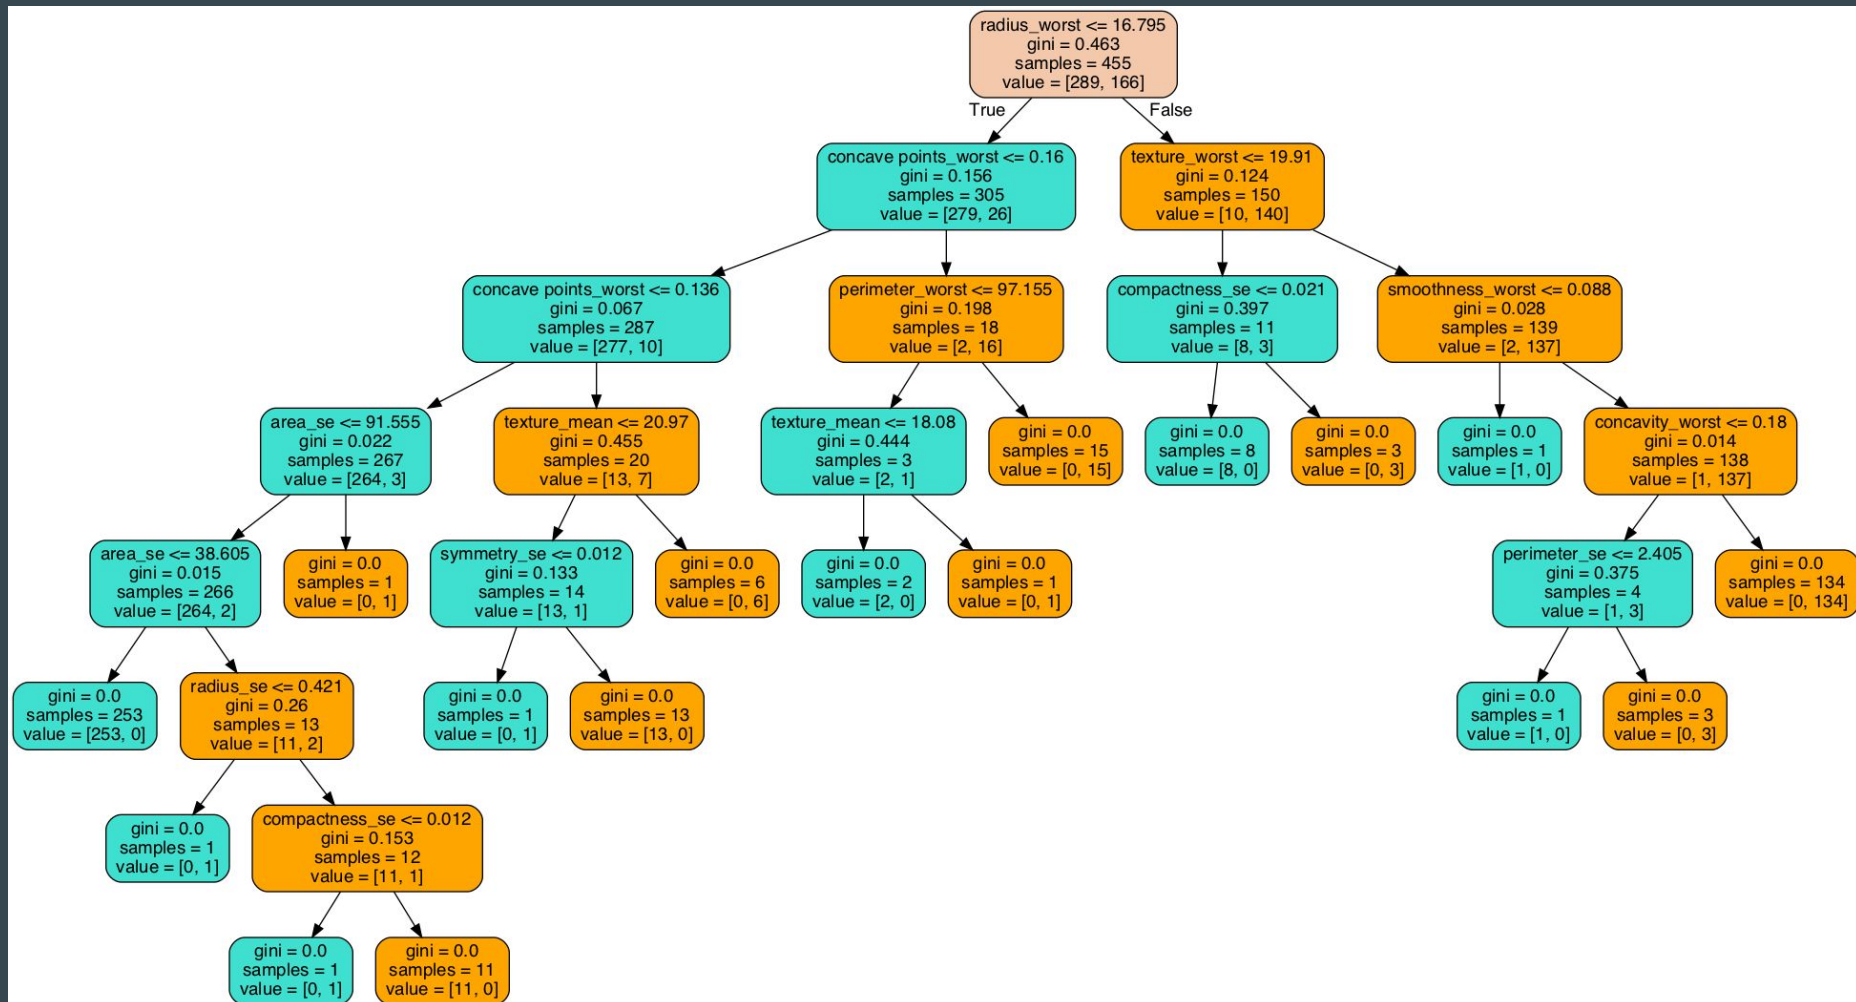 radius_worst <= 16.795
gini = 0.463
samples = 455
value = [289, 166]
True
False
concave points_worst <= 0.16
gini = 0.156
samples = 305
value = [279, 26]
texture_worst <= 19.91
gini = 0.124
samples = 150
value = [10, 140]
concave points_worst <= 0.136
gini = 0.067
samples = 287
value = [277, 10]
perimeter_worst <= 97.155
gini = 0.198
samples = 18
value = [2, 16]
compactness_se <= 0.021
gini = 0.397
samples = 11
value = [8, 3]
smoothness_worst <= 0.088
gini = 0.028
samples = 139
value = [2, 137]
area_se <= 91.555
gini = 0.022
samples = 267
value = [264, 3]
texture_mean <= 20.97
gini = 0.455
samples = 20
value = [13, 7]
texture_mean <= 18.08
gini = 0.444
samples = 3
value = [2, 1]
gini = 0.0
samples = 15
value = [0, 15]
gini = 0.0
samples = 8
value = [8, 0]
gini = 0.0
samples = 3
value = [0, 3]
gini = 0.0
samples = 1
value = [1, 0]
concavity_worst <= 0.18
gini = 0.014
samples = 138
value = [1, 137]
area_se <= 38.605
gini = 0.015
samples = 266
value = [264, 2]
gini = 0.0
samples = 1
value = [0, 1]
symmetry_se <= 0.012
gini = 0.133
samples = 14
value = [13, 1]
gini = 0.0
samples = 6
value = [0, 6]
gini = 0.0
samples = 2
value = [2, 0]
gini = 0.0
samples = 1
value = [0, 1]
perimeter_se <= 2.405
gini = 0.375
samples = 4
value = [1, 3]
gini = 0.0
samples = 134
value = [0, 134]
gini = 0.0
samples = 253
value = [253, 0]
radius_se <= 0.421
gini = 0.26
samples = 13
value = [11, 2]
gini = 0.0
samples = 1
value = [0, 1]
gini = 0.0
samples = 13
value = [13, 0]
gini = 0.0
samples = 1
value = [1, 0]
gini = 0.0
samples = 3
value = [0, 3]
gini = 0.0
samples = 1
value = [0, 1]
compactness_se <= 0.012
gini = 0.153
samples = 12
value = [11, 1]
gini = 0.0
samples = 1
value = [0, 1]
gini = 0.0
samples = 11
value = [11, 0]